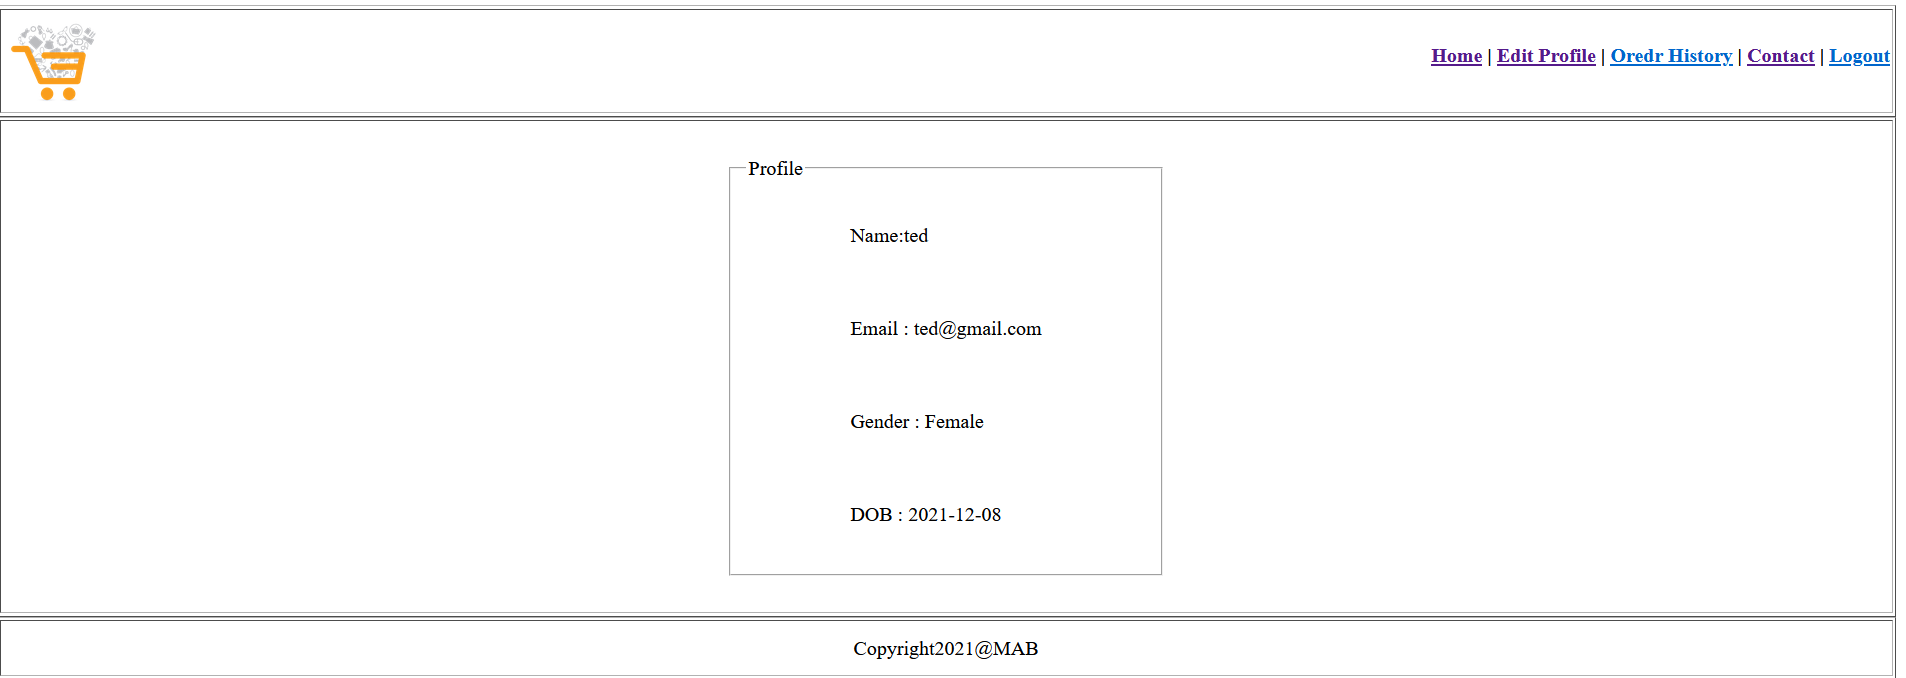 Home | Edit Profile | Oredr History | Contact | Logout
Profile
Name:ted
Email : ted@gmail.com
Gender : Female
DOB : 2021-12-08
Copyright2021@MAB